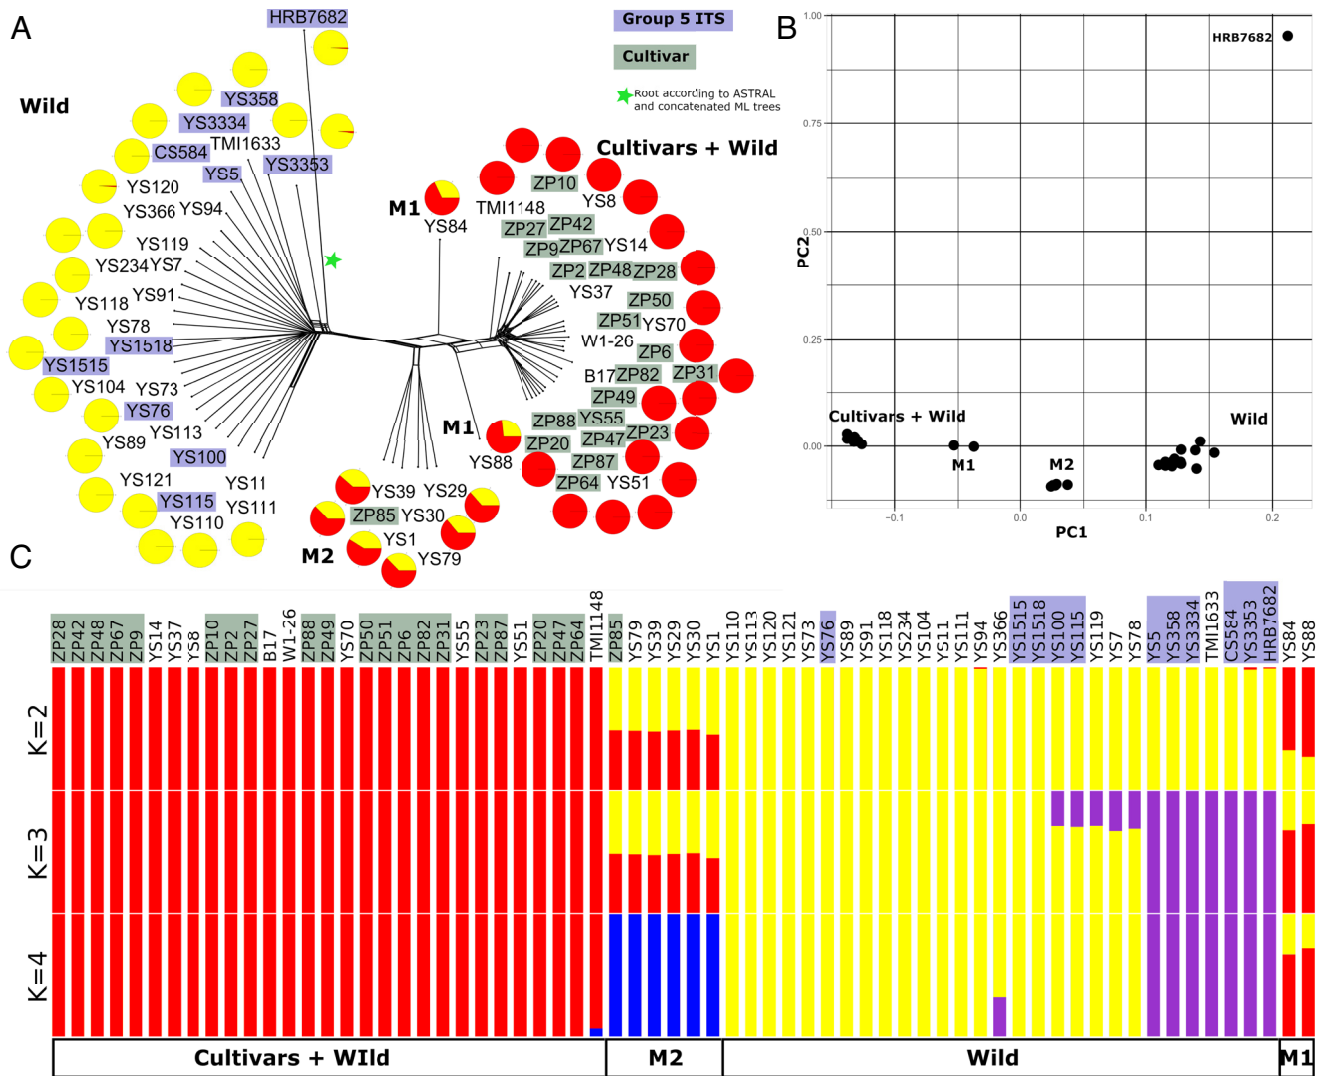 A
HRB7682
Group 5 ITS
Cultivar
Root according to ASTRAL
and concatenated ML trees
Wild
YS358
YS3334
TMI1633
CS584
YS3353
YS5
YS120
YS366
YS94
YS119
YS234
YS7
YS91
YS118
YS78
YS1518
YS1515
YS104
YS73
YS76
YS113
YS89
YS100
YS121
YS11
YS115
YS111
YS110
Cultivars + Wild
M1
YS84
TMI1148
ZP10
YS8
ZP27
ZP42
ZP9
ZP67
YS14
ZP2
ZP48
ZP28
YS37
ZP50
ZP51
YS70
W1-26
ZP6
B17
ZP82
ZP31
ZP49
ZP88
YS55
ZP20
ZP47
ZP23
ZP87
ZP64
YS51
M1
YS88
YS39
YS29
ZP85
YS30
YS1
M2
YS79
B
1.00
HRB7682
0.75
0.50
PC2
0.25
Cultivars + Wild
Wild
0.00
M1
M2
−0.1
0.0
0.1
0.2
PC1
C
ZP28
ZP42
ZP48
ZP67
ZP9
YS14
YS37
YS8
ZP10
ZP2
ZP27
B17
W1-26
ZP88
ZP49
YS70
ZP50
ZP51
ZP6
ZP82
ZP31
YS55
ZP23
ZP87
YS51
ZP20
ZP47
ZP64
TMI1148
ZP85
YS79
YS39
YS29
YS30
YS1
YS110
YS113
YS120
YS121
YS73
YS76
YS89
YS91
YS118
YS234
YS104
YS11
YS111
YS94
YS366
YS1515
YS1518
YS100
YS115
YS119
YS7
YS78
YS5
YS358
YS3334
TMI1633
CS584
YS3353
HRB7682
YS84
YS88
K=2
K=3
K=4
Cultivars + WIld
M2
Wild
M1